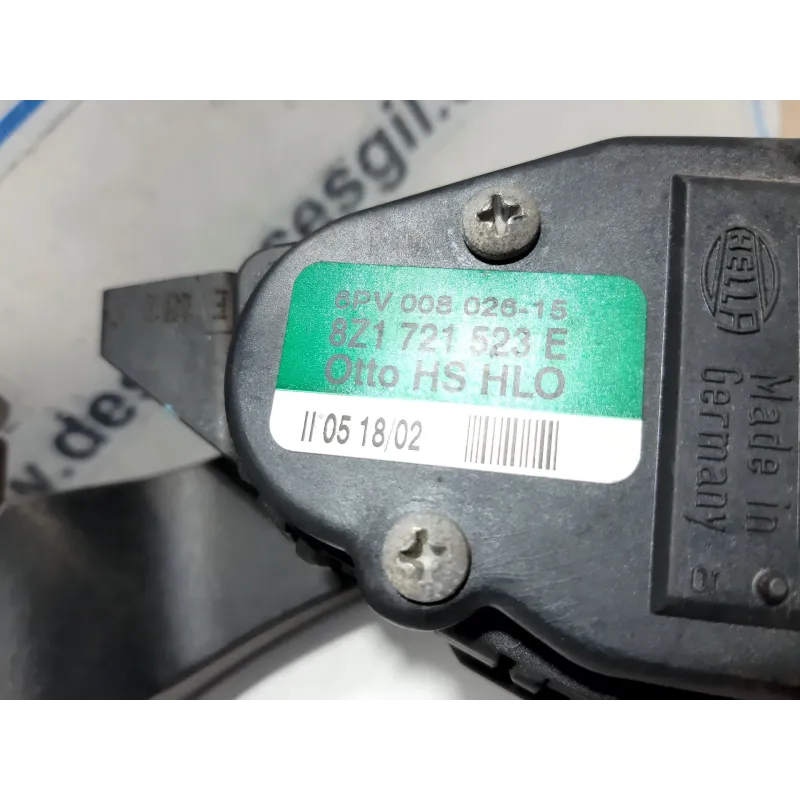 6PV 008 026-15
8Z1 721 523 E
Otto HS HLO
II 05 18/02
HELLA
Made in
Germany